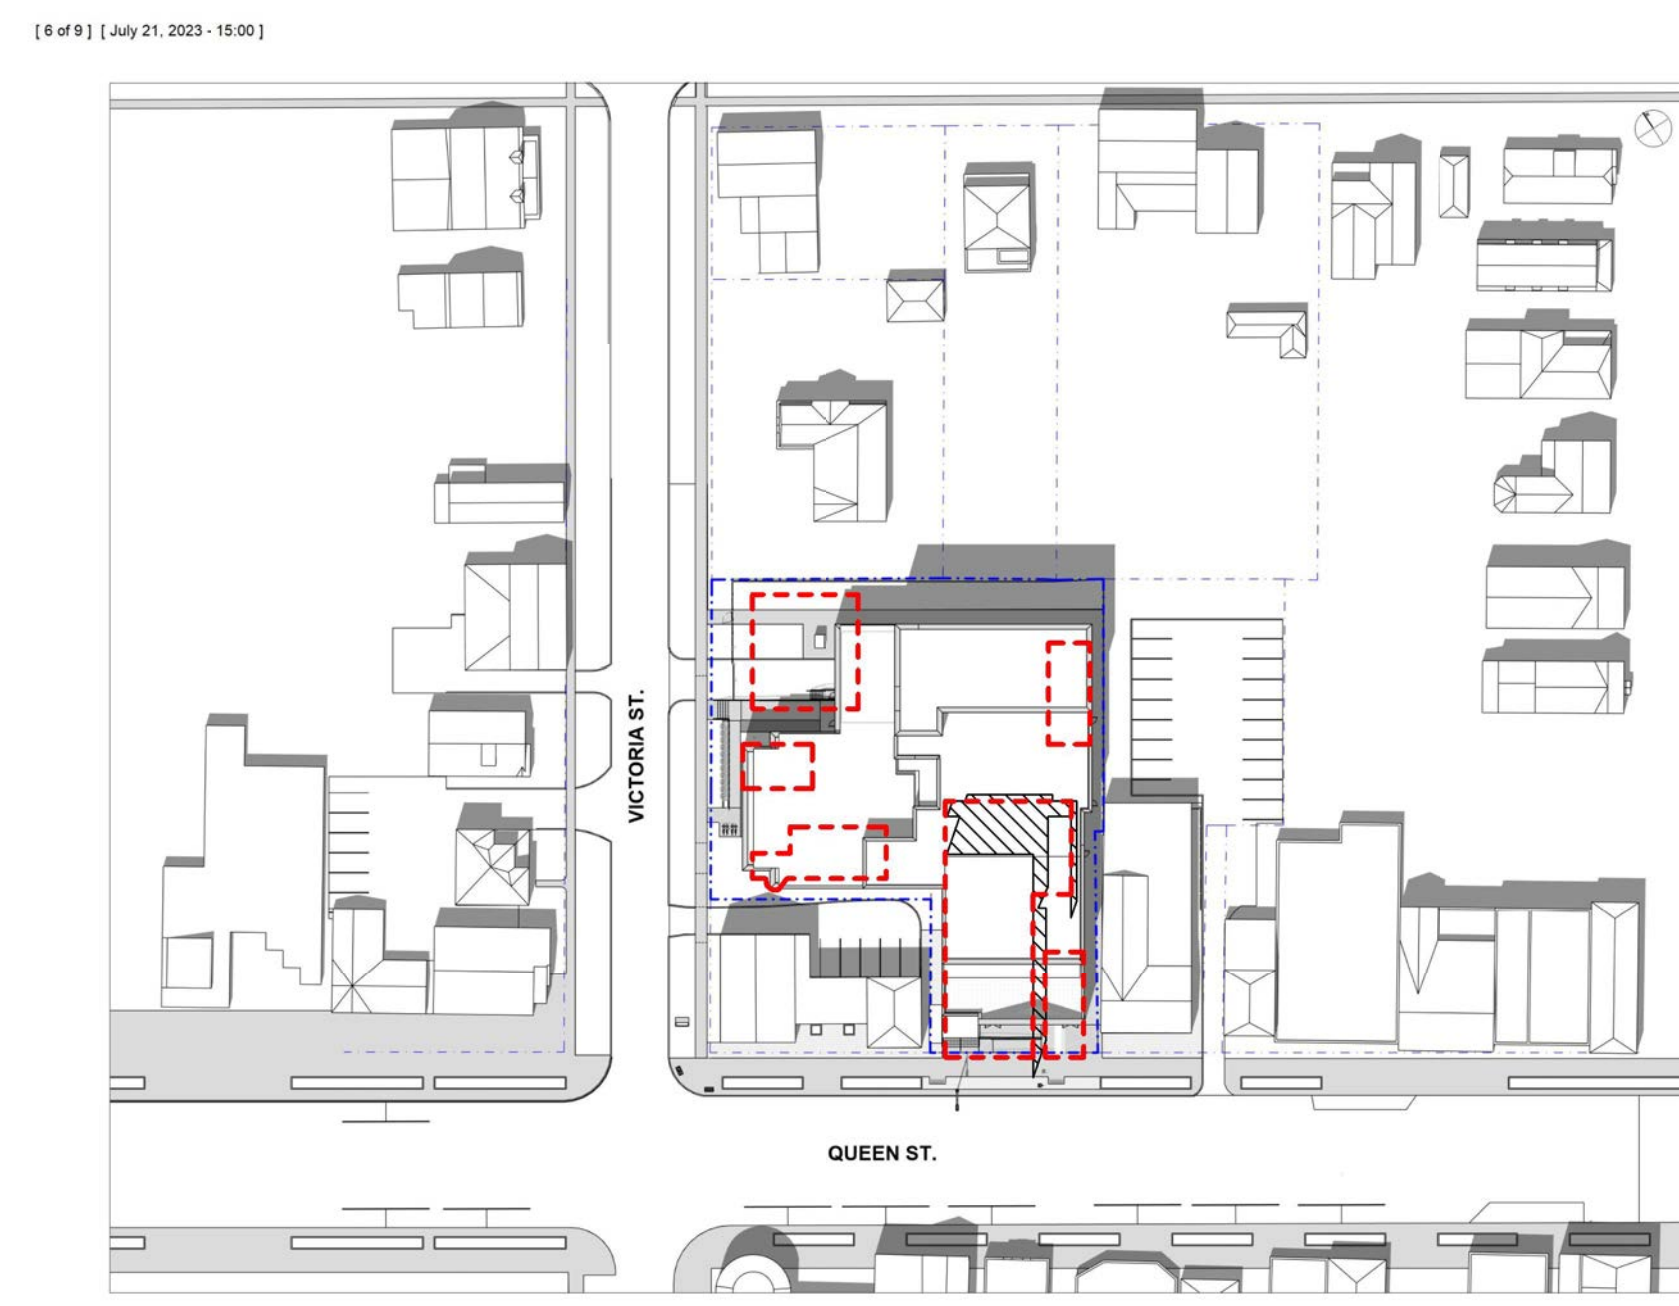 [ 6 of 9 ] [ July 21, 2023 - 15:00 ]
VICTORIA ST.
QUEEN ST.